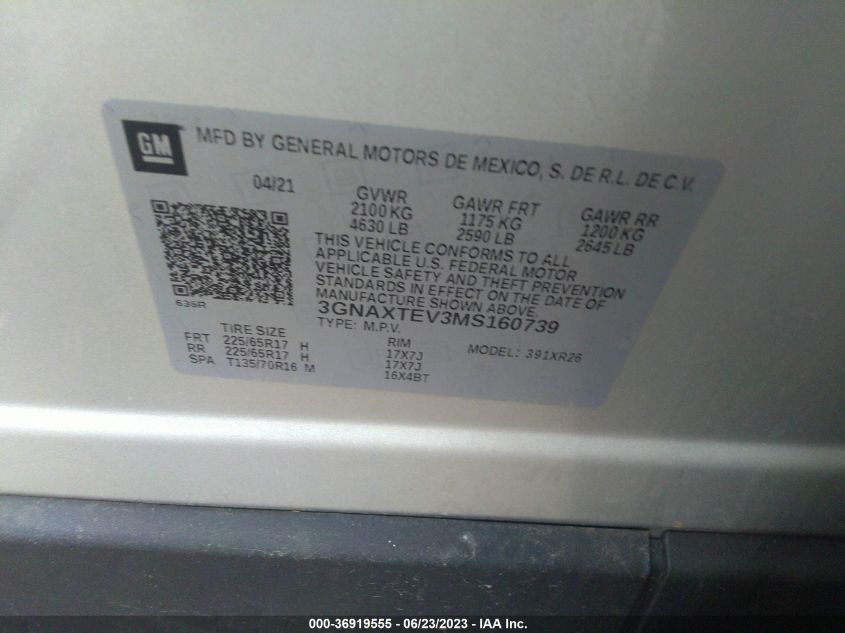 GM
MFD BY GENERAL MOTORS DE MEXICO, S. DE R.L. DE C.V.
04/21
GVWR GAWR FRT GAWR RR
2100 KG 1175 KG 1200 KG
4630 LB 2590 LB 2645 LB
THIS VEHICLE CONFORMS TO ALL
APPLICABLE U.S. FEDERAL MOTOR
VEHICLE SAFETY AND THEFT PREVENTION
STANDARDS IN EFFECT ON THE DATE OF
MANUFACTURE SHOWN ABOVE.
636R
3GNAXTEV3MS160739
TYPE: M.P.V. MODEL: 391XR26
TIRE SIZE RIM
FRT 225/65R17 H 17X7J
RR 225/65R17 H 17X7J
SPA T135/70R16 M 16X4BT
000-36919555 - 06/23/2023 - IAA Inc.